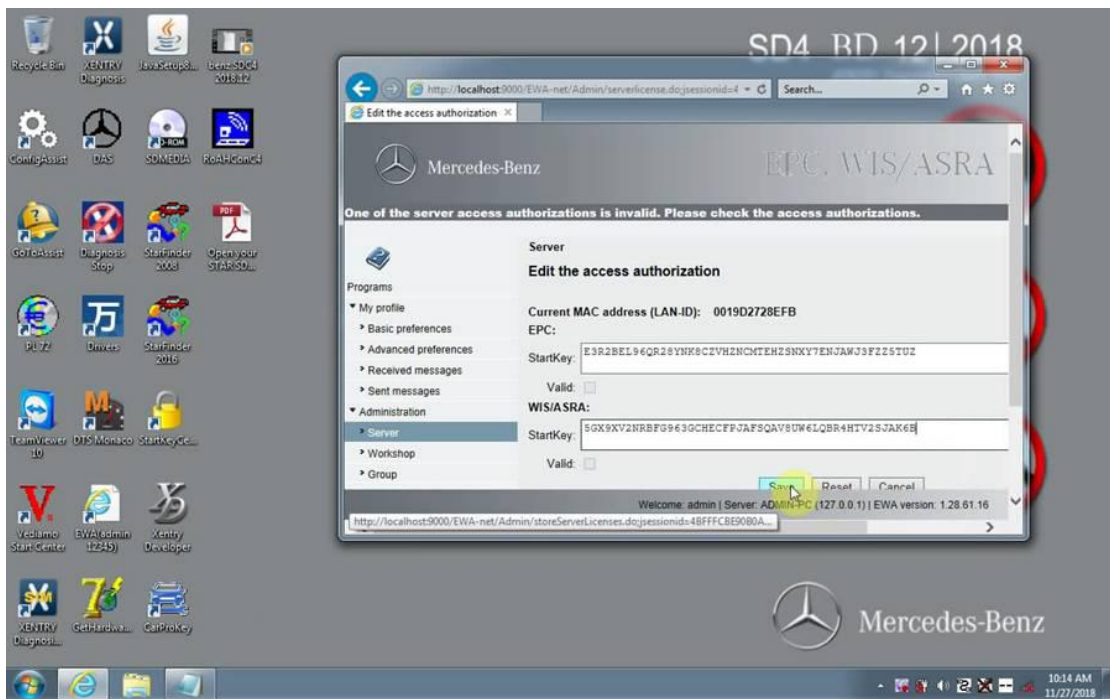 SD4 BD 12| 2018
Recycle Bin
XENTRY Diagnosis
JavaSetup8...
benz SDC4 2018.12
ConfigAssist
DAS
SDMEDIA
RoAHConC4
GoToAssist
Diagnosis Stop
StarFinder 2008
Open your STAR SDL...
PL 72
Drivers
StarFinder 2016
TeamViewer 10
DTS Monaco
StartKeyGe...
Vediamo Start Center
EWA(admin 12345)
Xentry Developer
XENTRY Diagnosi...
GetHardwa...
CarProKey
http://localhost:9000/EWA-net/Admin/serverlicense.do;jsessionid=4
Search...
Edit the access authorization
Mercedes-Benz
EPC, WIS/ASRA
One of the server access authorizations is invalid. Please check the access authorizations.
Programs
My profile
Basic preferences
Advanced preferences
Received messages
Sent messages
Administration
Server
Workshop
Group
Server
Edit the access authorization
Current MAC address (LAN-ID): 0019D2728EFB
EPC:
StartKey: E3R2BEL96QR28YNK8CZVHZNCMTEHZSNXY7ENJAWJ3FZZ5TUZ
Valid:
WIS/ASRA:
StartKey: 5GX9XV2NRBFG963GCHECFPJAFSQAV8UW6LQBR4HTV2SJAK6B
Valid:
Save Reset Cancel
Welcome: admin | Server: ADMIN-PC (127.0.0.1) | EWA version: 1.28.61.16
http://localhost:9000/EWA-net/Admin/storeServerLicenses.do;jsessionid=4BFFFCBE90B0A...
Mercedes-Benz
10:14 AM
11/27/2018